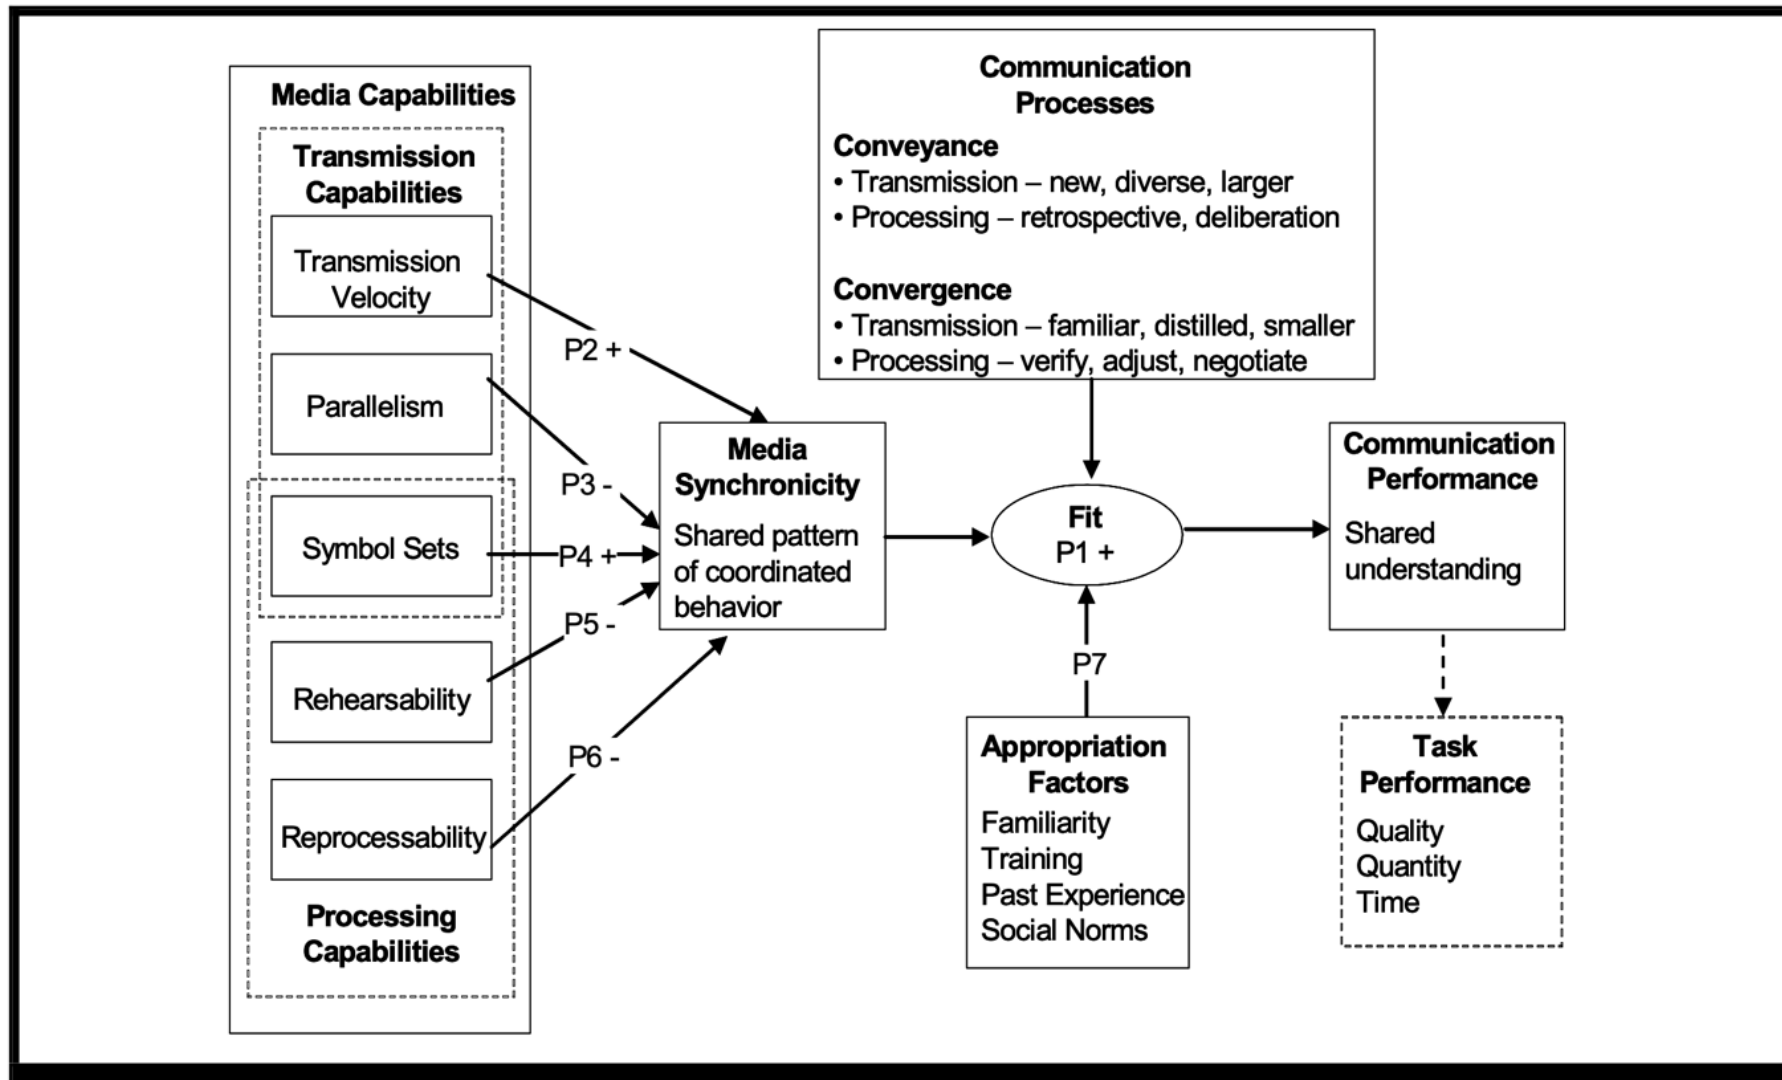 Media Capabilities
Transmission
Capabilities
Transmission
Velocity
Parallelism
Symbol Sets
Rehearsability
Reprocessability
Processing
Capabilities
P2 +
P3 -
P4 +
P5 -
P6 -
Media
Synchronicity
Shared pattern
of coordinated
behavior
Communication
Processes
Conveyance
• Transmission – new, diverse, larger
• Processing – retrospective, deliberation
Convergence
• Transmission – familiar, distilled, smaller
• Processing – verify, adjust, negotiate
Fit
P1 +
P7
Appropriation
Factors
Familiarity
Training
Past Experience
Social Norms
Communication
Performance
Shared
understanding
Task
Performance
Quality
Quantity
Time